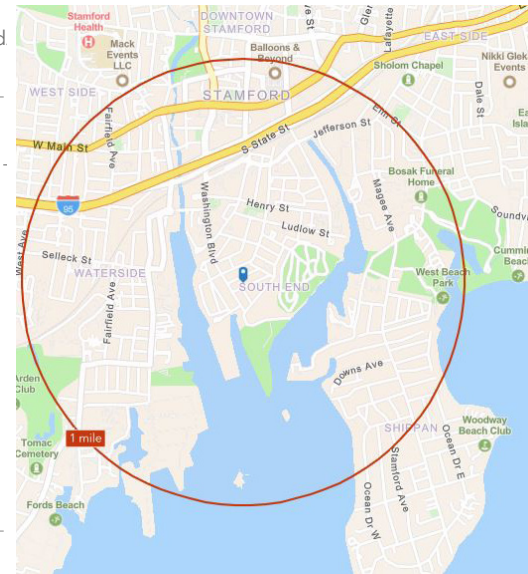 Stamford
Health
DOWNTOWN
STAMFORD
Lafayette
EAST SIDE
Mack
Events
LLC
Balloons &
Beyond
Nikki Glek
Events
Sholom Chapel
WEST SIDE
STAMFORD
Dale St
Elm St
Fairfield Ave
Jefferson St
S State St
W Main St
Bosak Funeral
Home
Magee Ave
95
Washington Blvd
Henry St
Ludlow St
Soundv
West Ave
Selleck St
WATERSIDE
Cummin
Beach
West Beach
Park
SOUTH END
Fairfield Ave
Downs Ave
Arden
Club
1 mile
SHIPPAN
Woodway
Beach Club
Tomac
Cemetery
Ocean Dr E
Stamford Ave
Fords Beach
Ocean Dr W